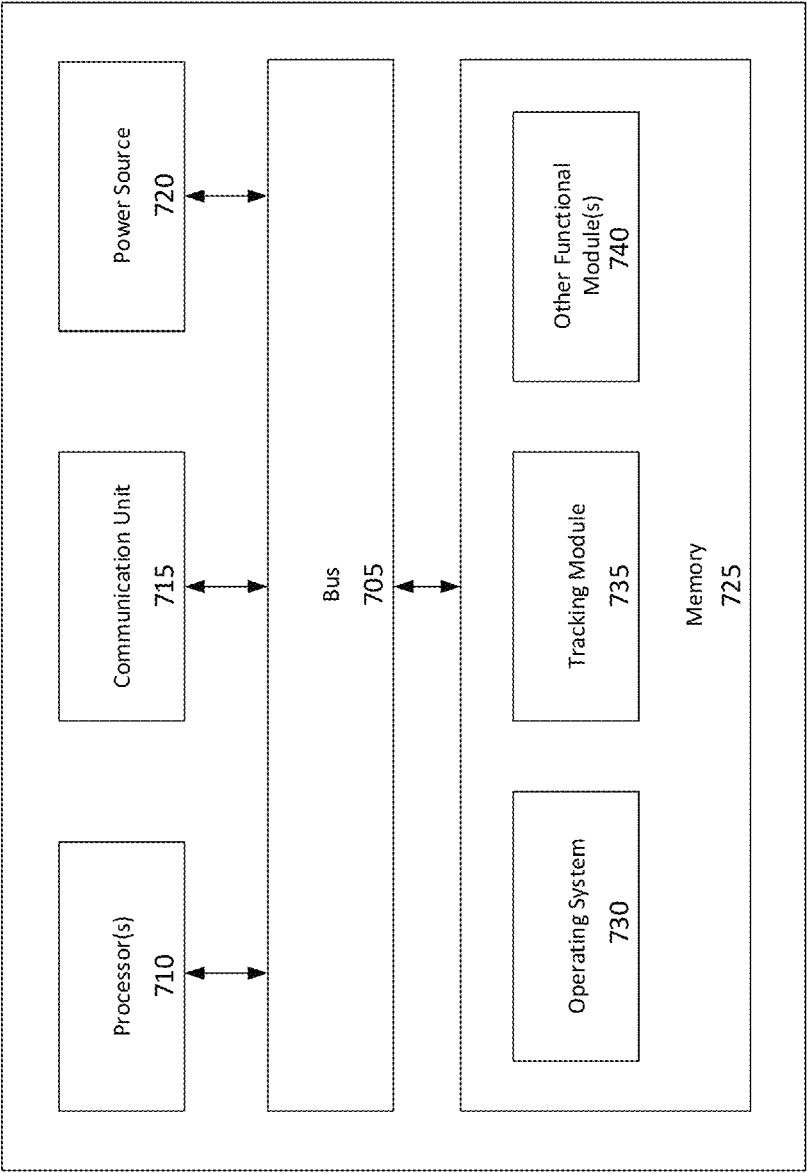 Processor(s)
710
Communication Unit
715
Power Source
720
Bus
705
Operating System
730
Tracking Module
735
Other Functional
Module(s)
740
Memory
725